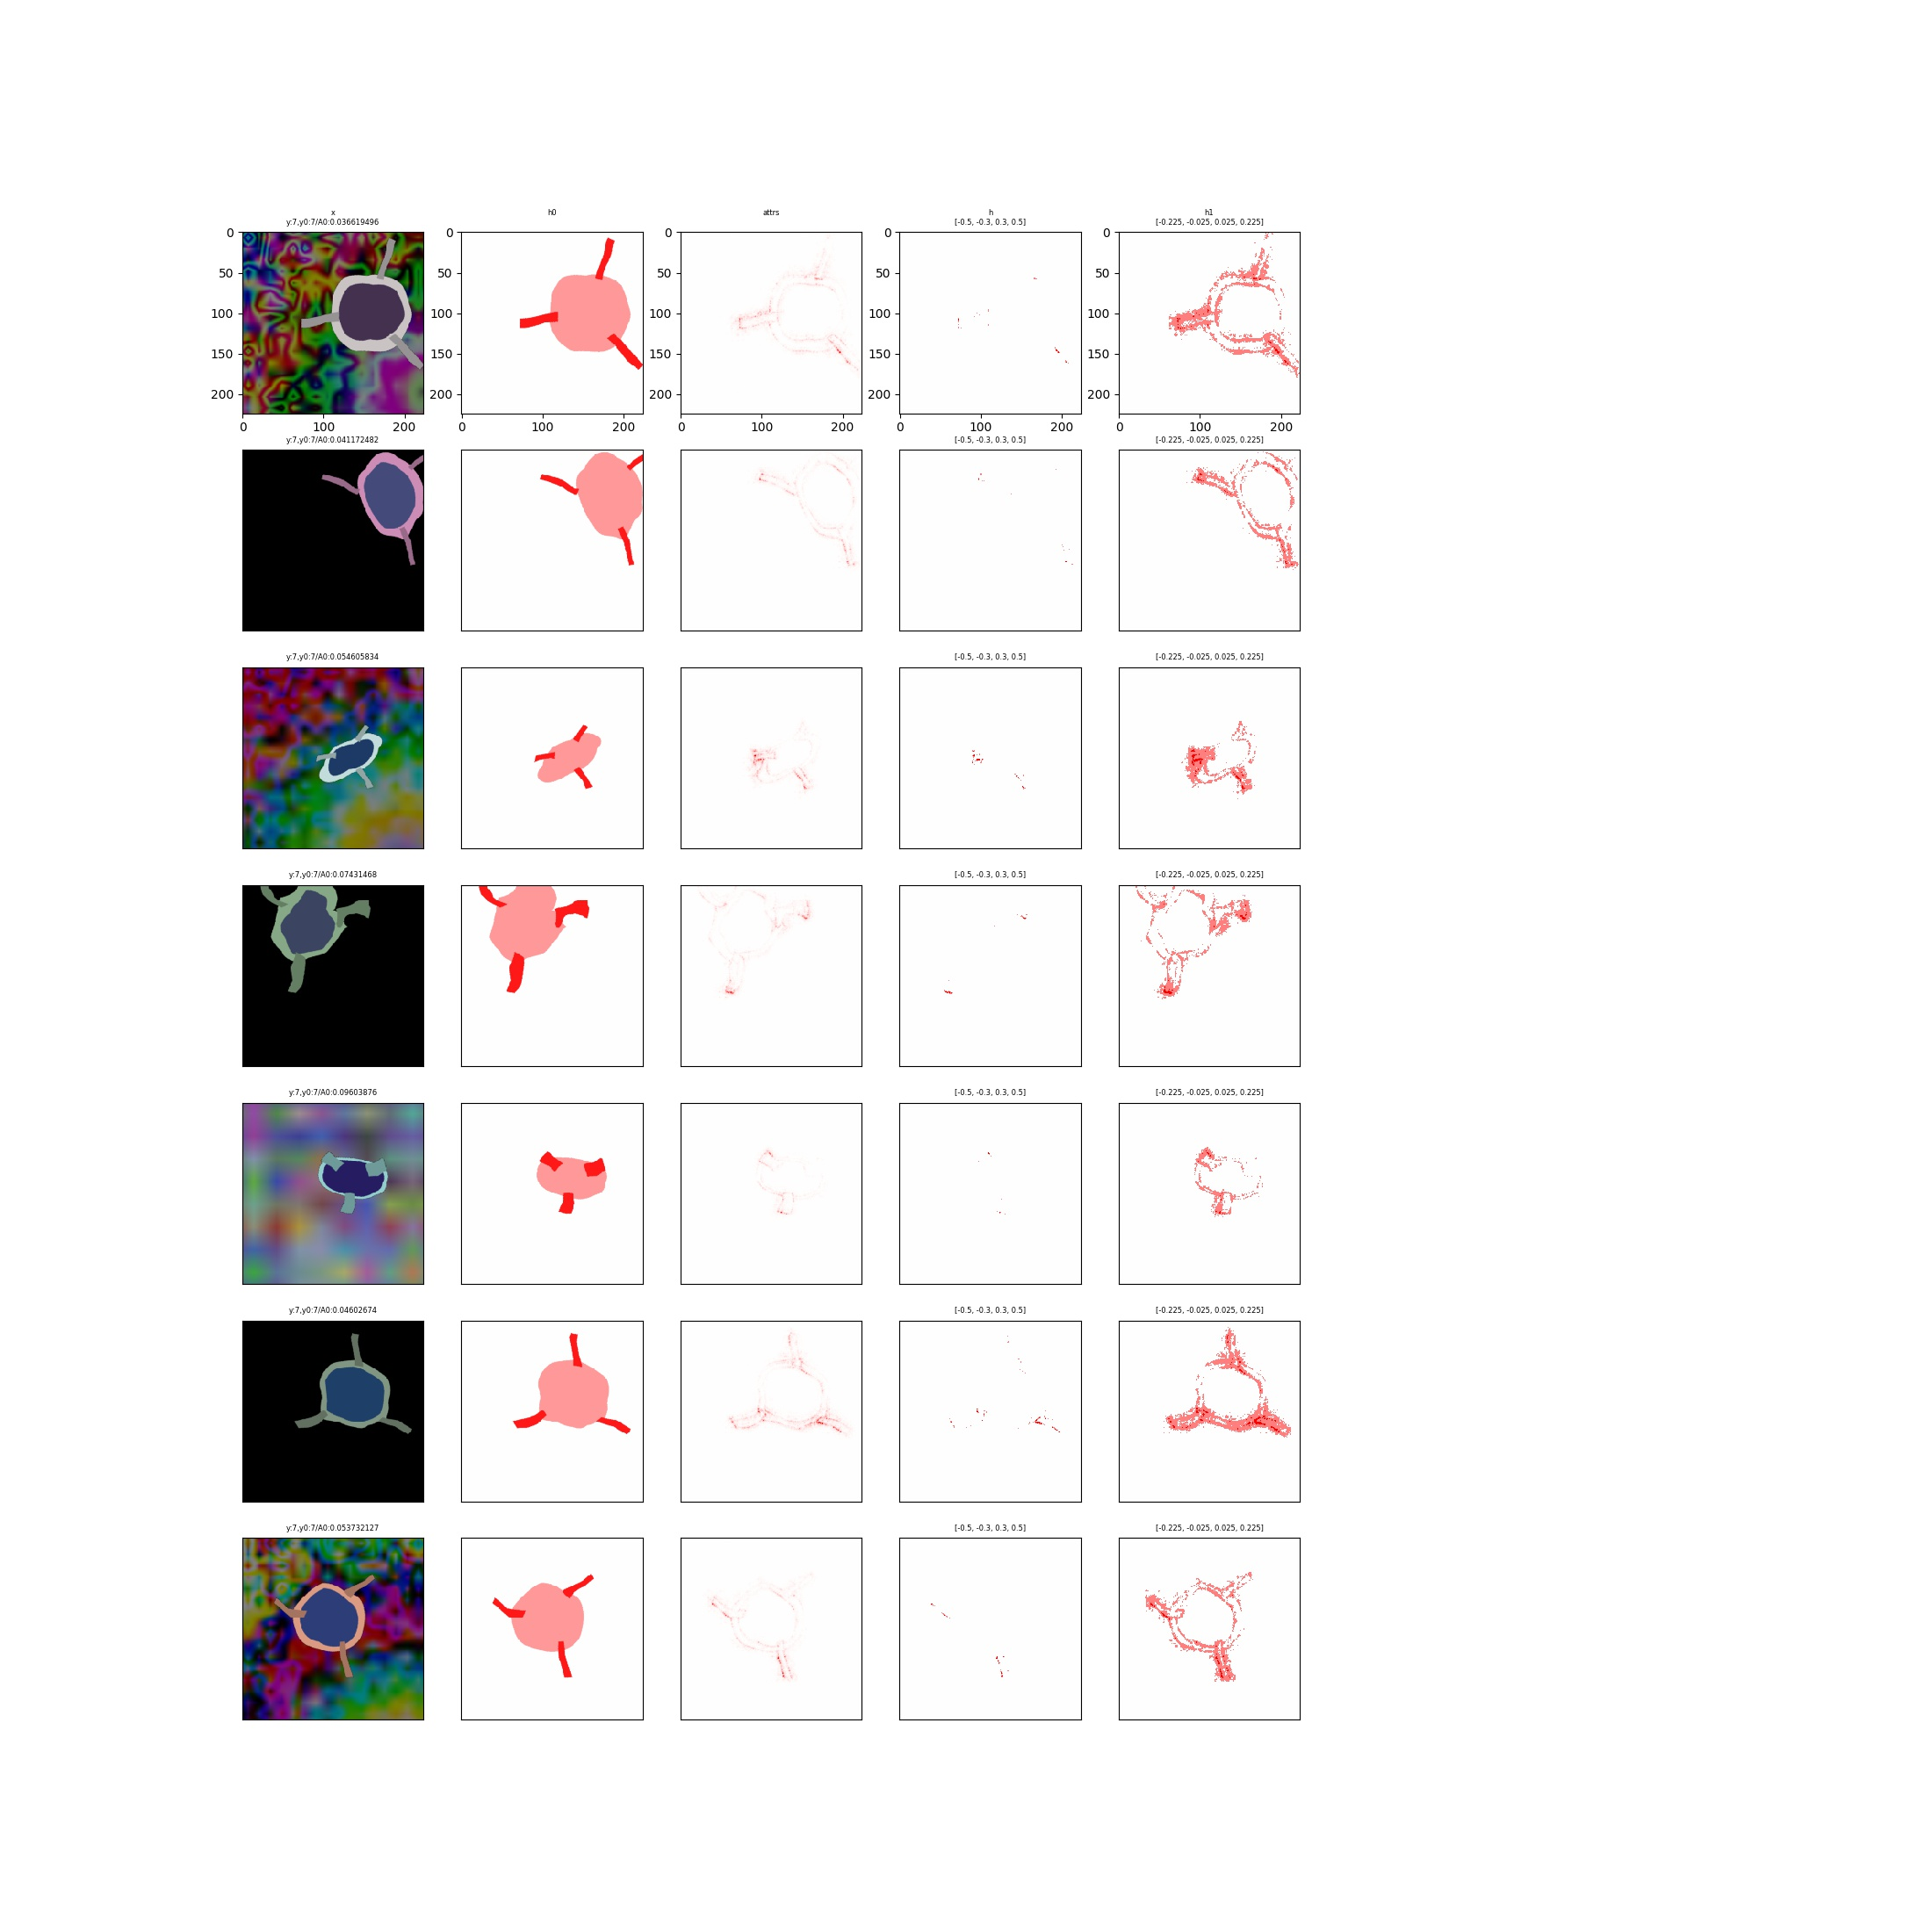 x
y:7,y0:7/A0:0.036619496
h0
attrs
h
[-0.5, -0.3, 0.3, 0.5]
h1
[-0.225, -0.025, 0.025, 0.225]
0
50
100
150
200
0
100
200
0
50
100
150
200
0
100
200
0
50
100
150
200
0
100
200
0
50
100
150
200
0
100
200
0
50
100
150
200
0
100
200
y:7,y0:7/A0:0.041172482
[-0.5, -0.3, 0.3, 0.5]
[-0.225, -0.025, 0.025, 0.225]
y:7,y0:7/A0:0.054605834
[-0.5, -0.3, 0.3, 0.5]
[-0.225, -0.025, 0.025, 0.225]
y:7,y0:7/A0:0.07431468
[-0.5, -0.3, 0.3, 0.5]
[-0.225, -0.025, 0.025, 0.225]
y:7,y0:7/A0:0.09603876
[-0.5, -0.3, 0.3, 0.5]
[-0.225, -0.025, 0.025, 0.225]
y:7,y0:7/A0:0.04602674
[-0.5, -0.3, 0.3, 0.5]
[-0.225, -0.025, 0.025, 0.225]
y:7,y0:7/A0:0.053732127
[-0.5, -0.3, 0.3, 0.5]
[-0.225, -0.025, 0.025, 0.225]